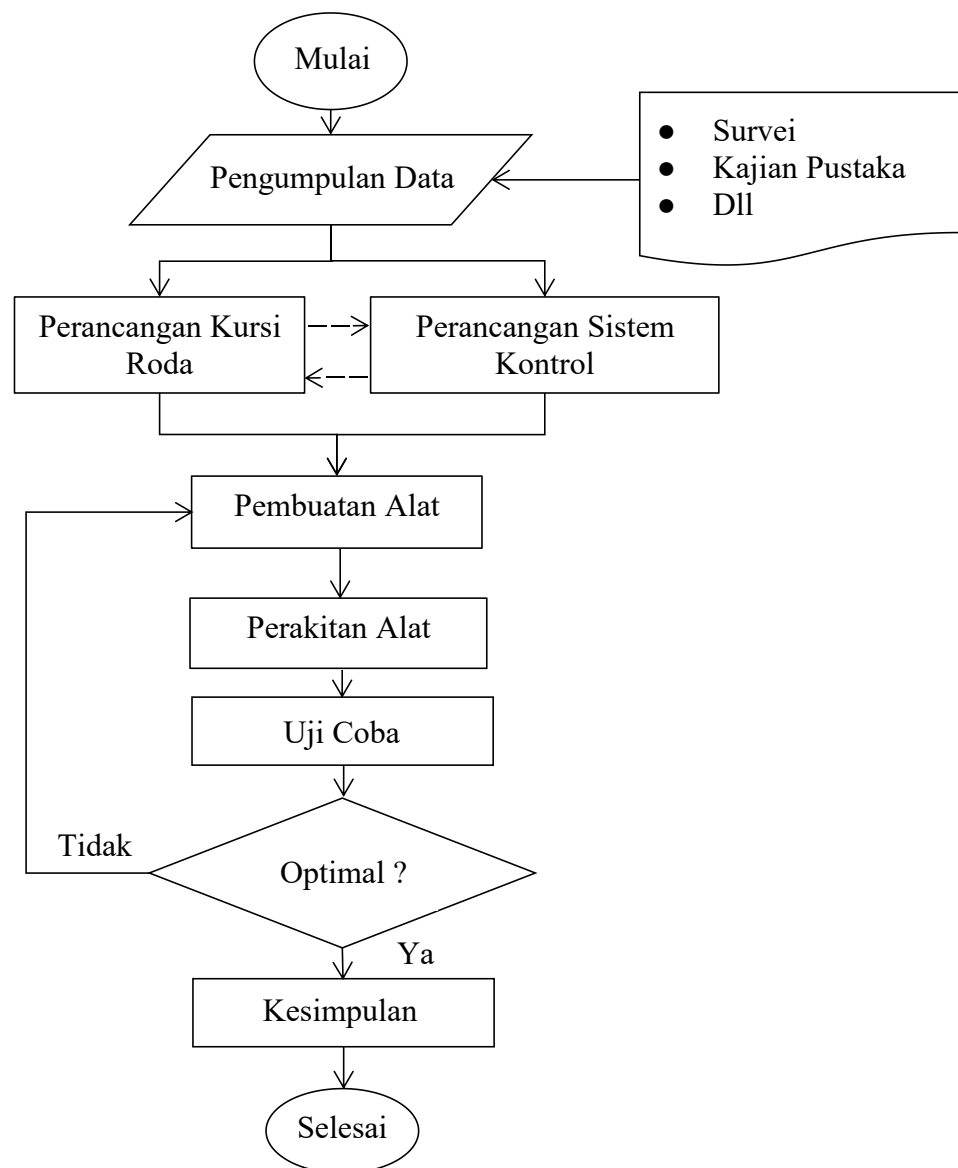 Mulai
Pengumpulan Data
● Survei
● Kajian Pustaka
● Dll
Perancangan Kursi
Roda
Perancangan Sistem
Kontrol
Pembuatan Alat
Perakitan Alat
Uji Coba
Tidak
Optimal ?
Ya
Kesimpulan
Selesai